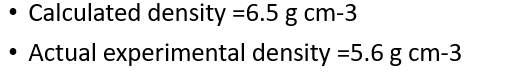 • Calculated density =6.5 g cm-3
• Actual experimental density =5.6 g cm-3